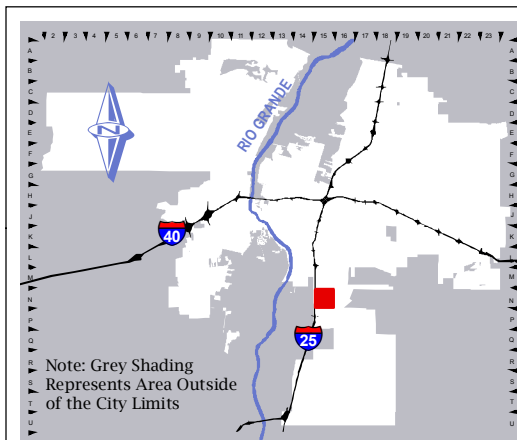 2 3 4 5 6 7 8 9 10 11 12 13 14 15 16 17 18 19 20 21 22 23
A A
B B
C C
D D
E E
F F
G G
H H
J J
K K
L L
M M
N N
P P
Q Q
R R
S S
T T
U U
N
RIO GRANDE
40
25
Note: Grey Shading
Represents Area Outside
of the City Limits